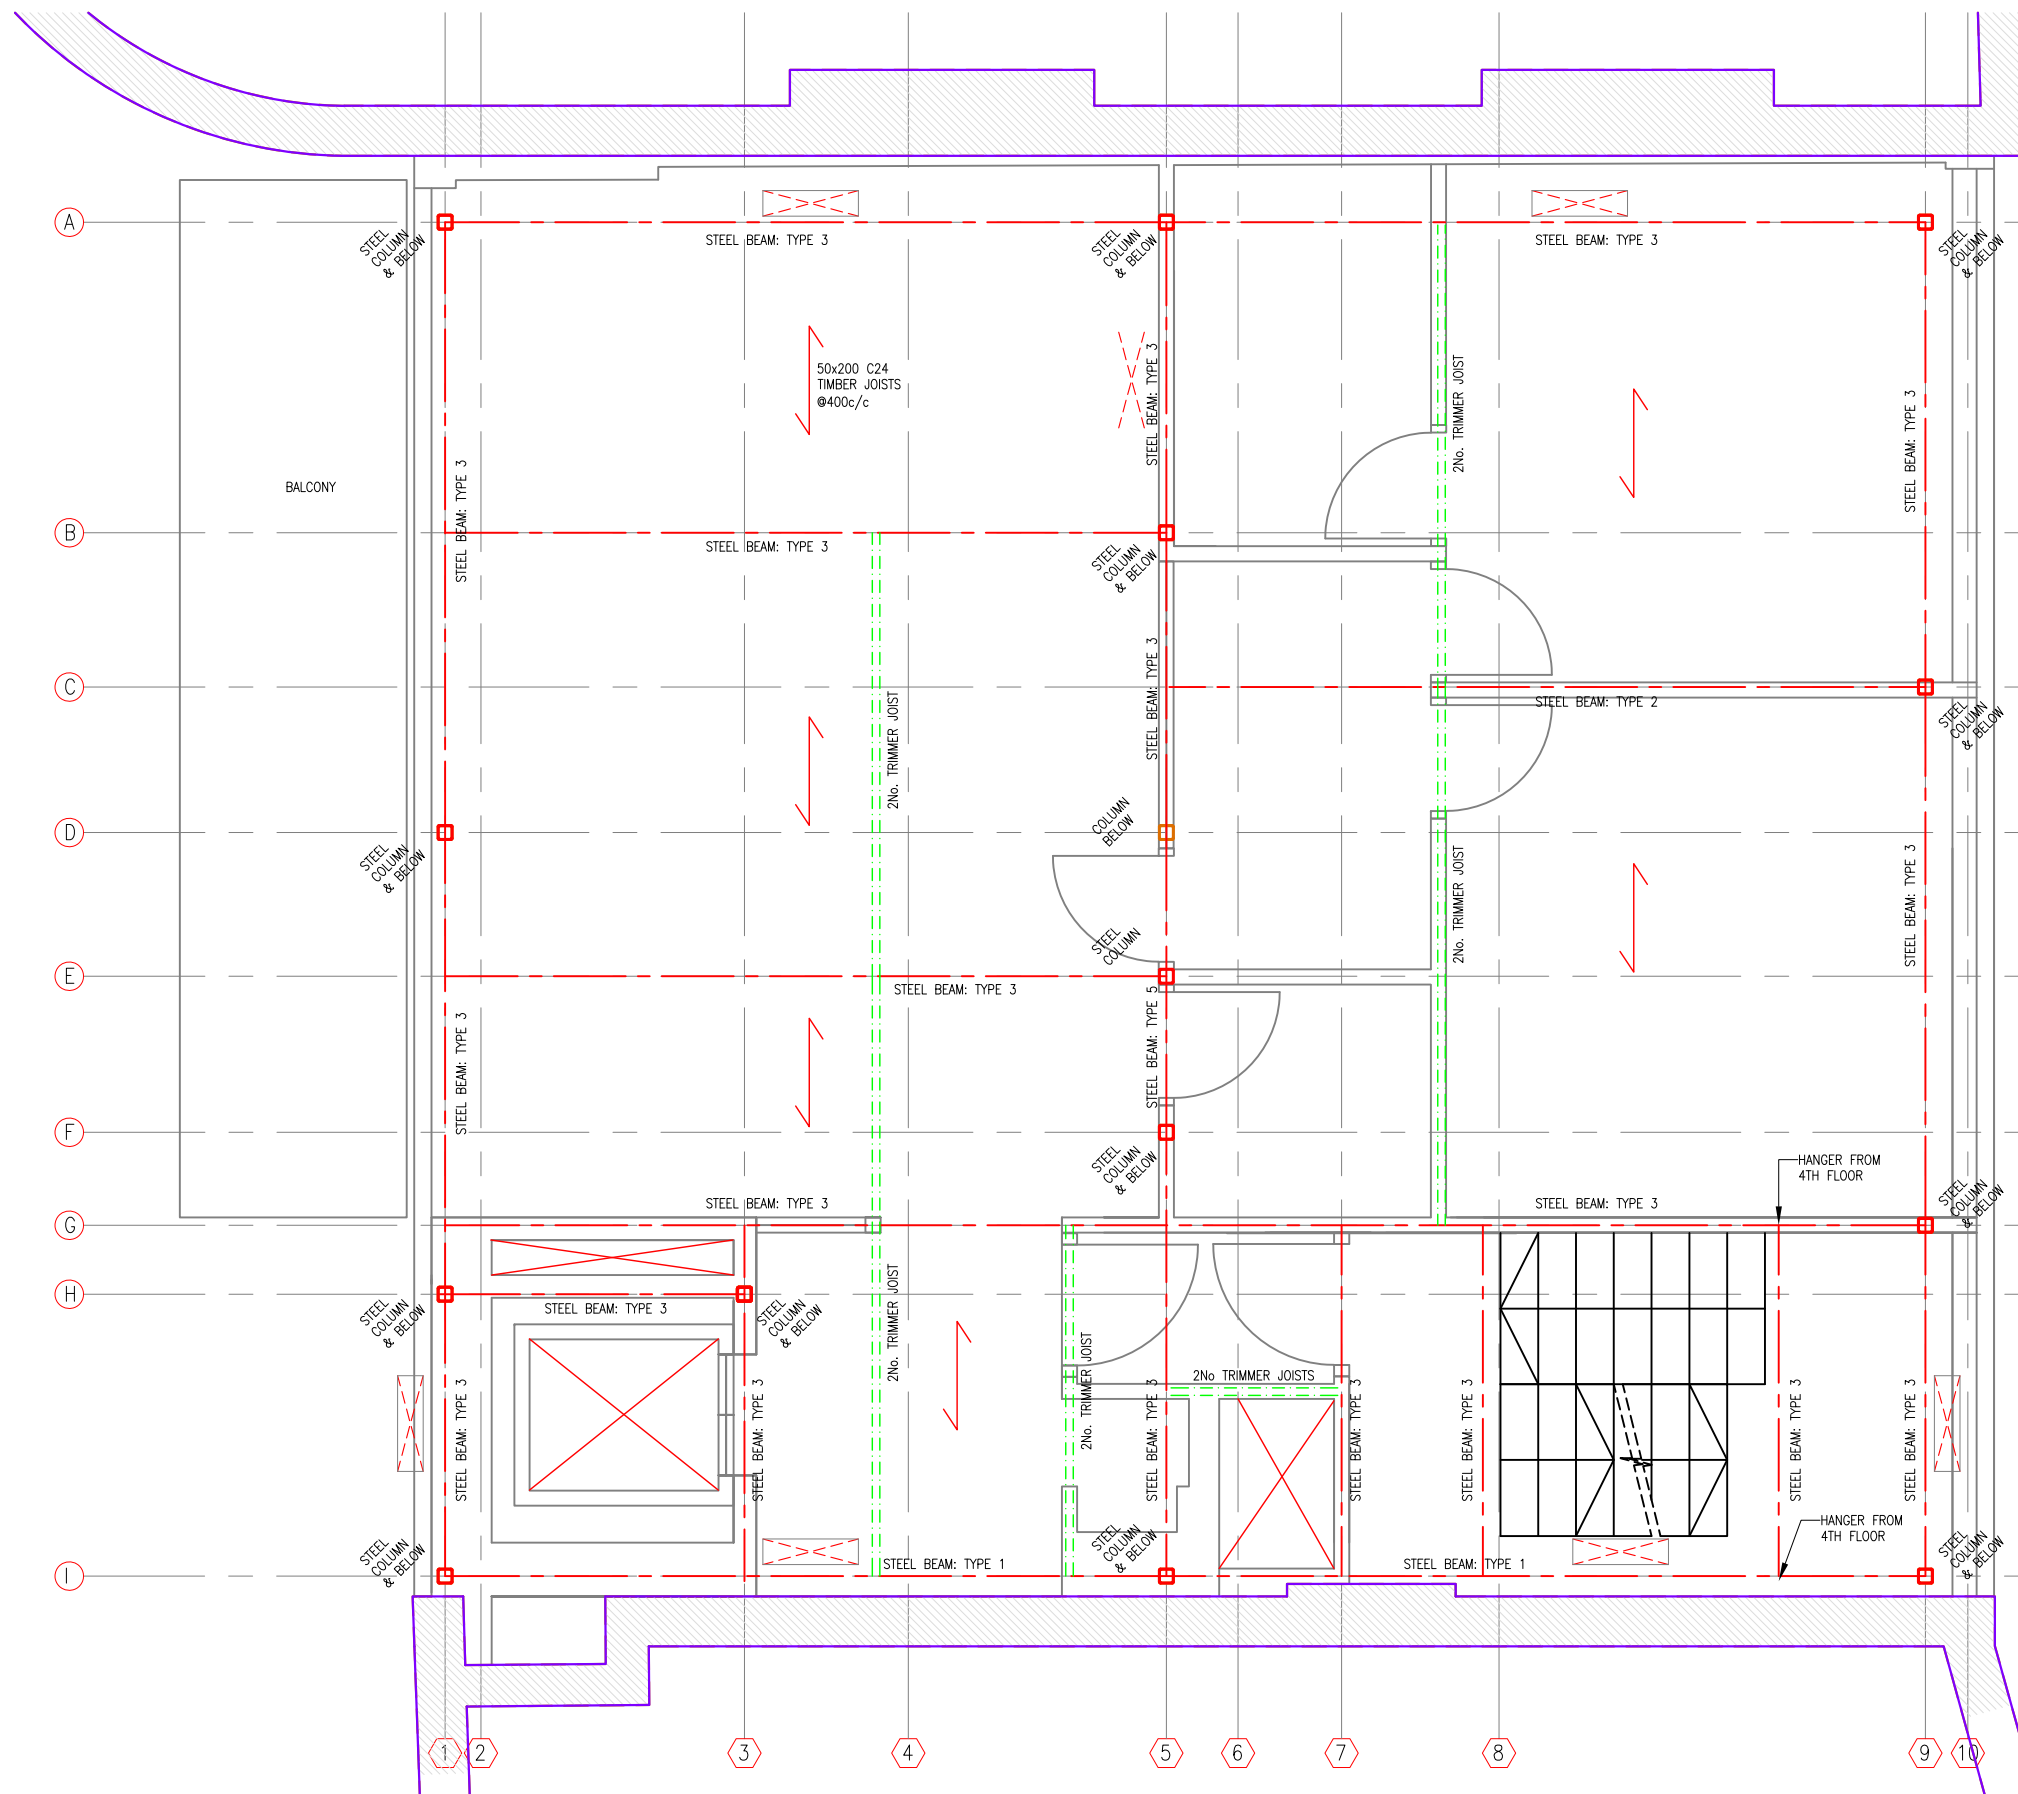 A
STEEL
COLUMN
& BELOW
STEEL BEAM: TYPE 3
STEEL
COLUMN
& BELOW
STEEL BEAM: TYPE 3
STEEL
COLUMN
& BELOW
50x200 C24
TIMBER JOISTS
@400c/c
STEEL BEAM: TYPE 3
2No. TRIMMER JOIST
STEEL BEAM: TYPE 3
BALCONY
STEEL BEAM: TYPE 3
B
STEEL BEAM: TYPE 3
STEEL
COLUMN
& BELOW
C
2No. TRIMMER JOIST
STEEL BEAM: TYPE 3
STEEL BEAM: TYPE 2
STEEL
COLUMN
& BELOW
D
STEEL
COLUMN
& BELOW
COLUMN
BELOW
2No. TRIMMER JOIST
STEEL BEAM: TYPE 3
STEEL
COLUMN
E
STEEL BEAM: TYPE 3
STEEL BEAM: TYPE 3
STEEL BEAM: TYPE 5
F
STEEL
COLUMN
& BELOW
HANGER FROM
4TH FLOOR
G
STEEL BEAM: TYPE 3
STEEL BEAM: TYPE 3
STEEL
COLUMN
& BELOW
H
STEEL
COLUMN
& BELOW
STEEL BEAM: TYPE 3
STEEL
COLUMN
& BELOW
2No. TRIMMER JOIST
2No. TRIMMER JOIST
2No TRIMMER JOISTS
STEEL BEAM: TYPE 3
STEEL BEAM: TYPE 3
STEEL BEAM: TYPE 3
STEEL BEAM: TYPE 3
STEEL BEAM: TYPE 3
STEEL BEAM: TYPE 3
STEEL BEAM: TYPE 3
HANGER FROM
4TH FLOOR
I
STEEL
COLUMN
& BELOW
STEEL BEAM: TYPE 1
STEEL
COLUMN
& BELOW
STEEL BEAM: TYPE 1
STEEL
COLUMN
& BELOW
1
2
3
4
5
6
7
8
9
10